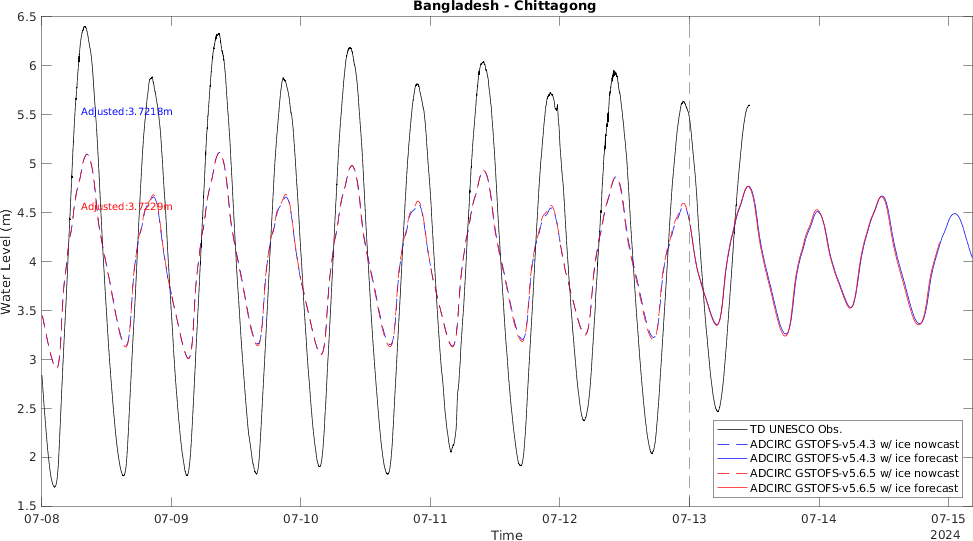 Bangladesh - Chittagong
6.5
6
5.5
5
4.5
4
3.5
3
2.5
2
1.5
Water Level (m)
Adjusted:3.7218m
Adjusted:3.7229m
TD UNESCO Obs.
ADCIRC GSTOFS-v5.4.3 w/ ice nowcast
ADCIRC GSTOFS-v5.4.3 w/ ice forecast
ADCIRC GSTOFS-v5.6.5 w/ ice nowcast
ADCIRC GSTOFS-v5.6.5 w/ ice forecast
07-08 07-09 07-10 07-11 07-12 07-13 07-14 07-15
2024
Time